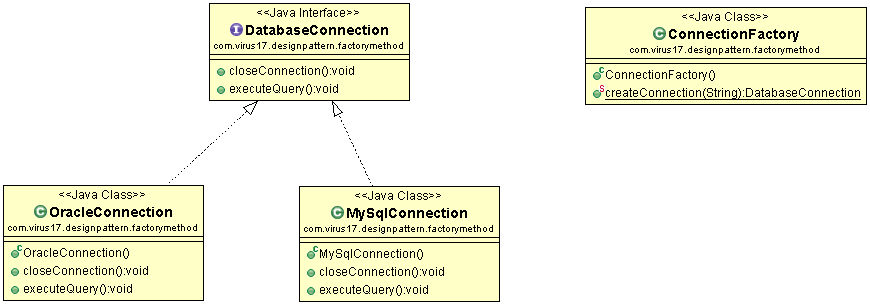 <<Java Interface>>
DatabaseConnection
com.virus17.designpattern.factorymethod
closeConnection():void
executeQuery():void
<<Java Class>>
ConnectionFactory
com.virus17.designpattern.factorymethod
ConnectionFactory()
createConnection(String):DatabaseConnection
<<Java Class>>
OracleConnection
com.virus17.designpattern.factorymethod
OracleConnection()
closeConnection():void
executeQuery():void
<<Java Class>>
MySqlConnection
com.virus17.designpattern.factorymethod
MySqlConnection()
closeConnection():void
executeQuery():void